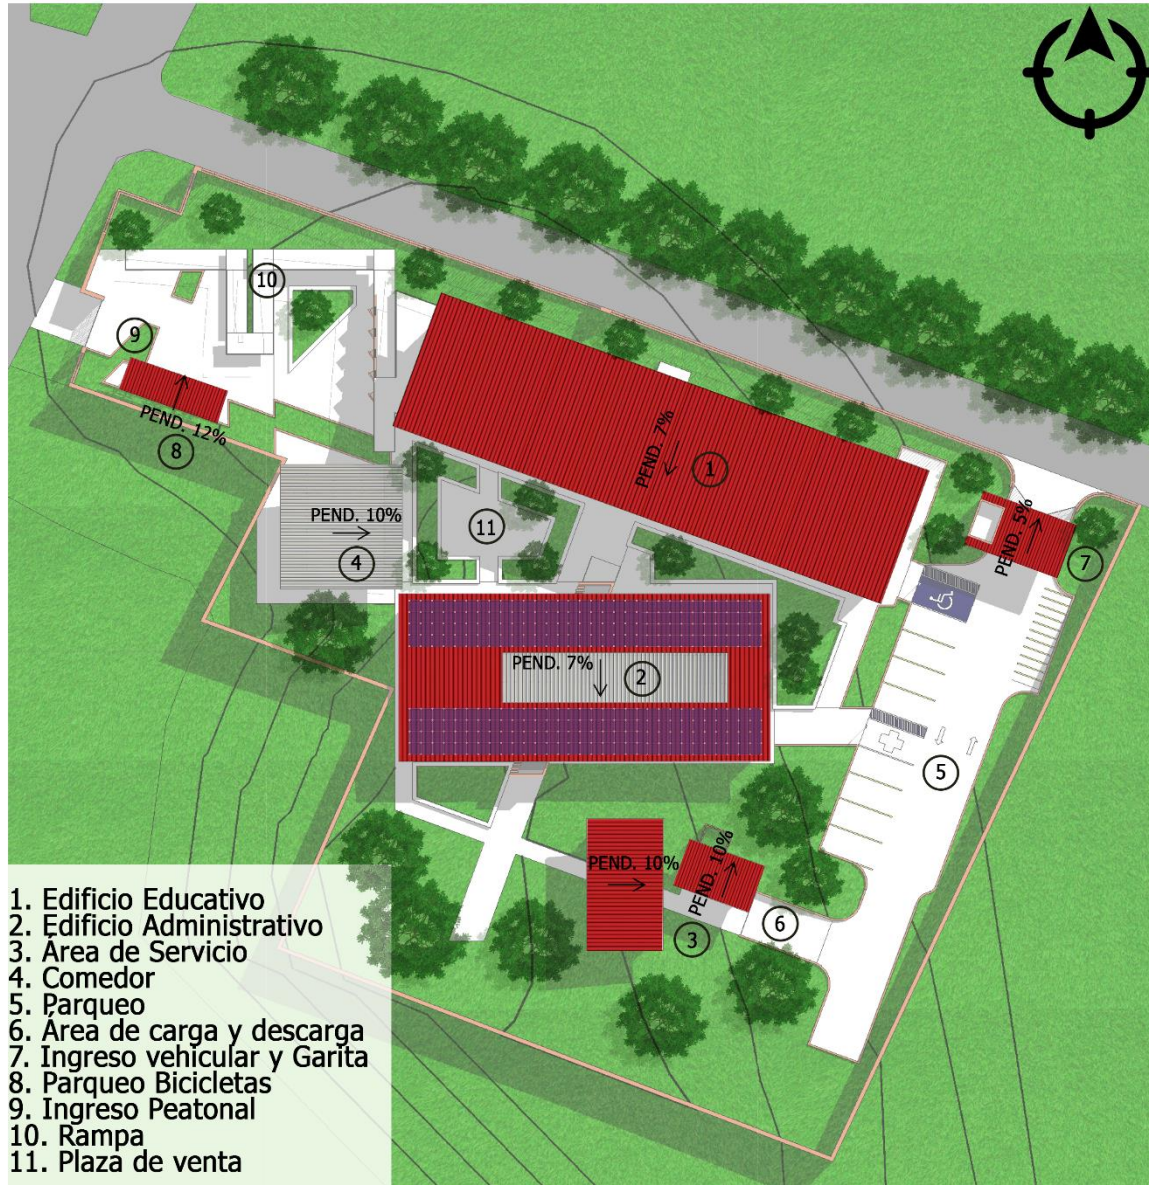 10
9
PEND. 12%
8
PEND. 7%
1
PEND. 10%
4
11
PEND. 5%
7
PEND. 7%
2
5
PEND. 10%
PEND. 10%
3
6
1. Edificio Educativo
2. Edificio Administrativo
3. Área de Servicio
4. Comedor
5. Parqueo
6. Área de carga y descarga
7. Ingreso vehicular y Garita
8. Parqueo Bicicletas
9. Ingreso Peatonal
10. Rampa
11. Plaza de venta